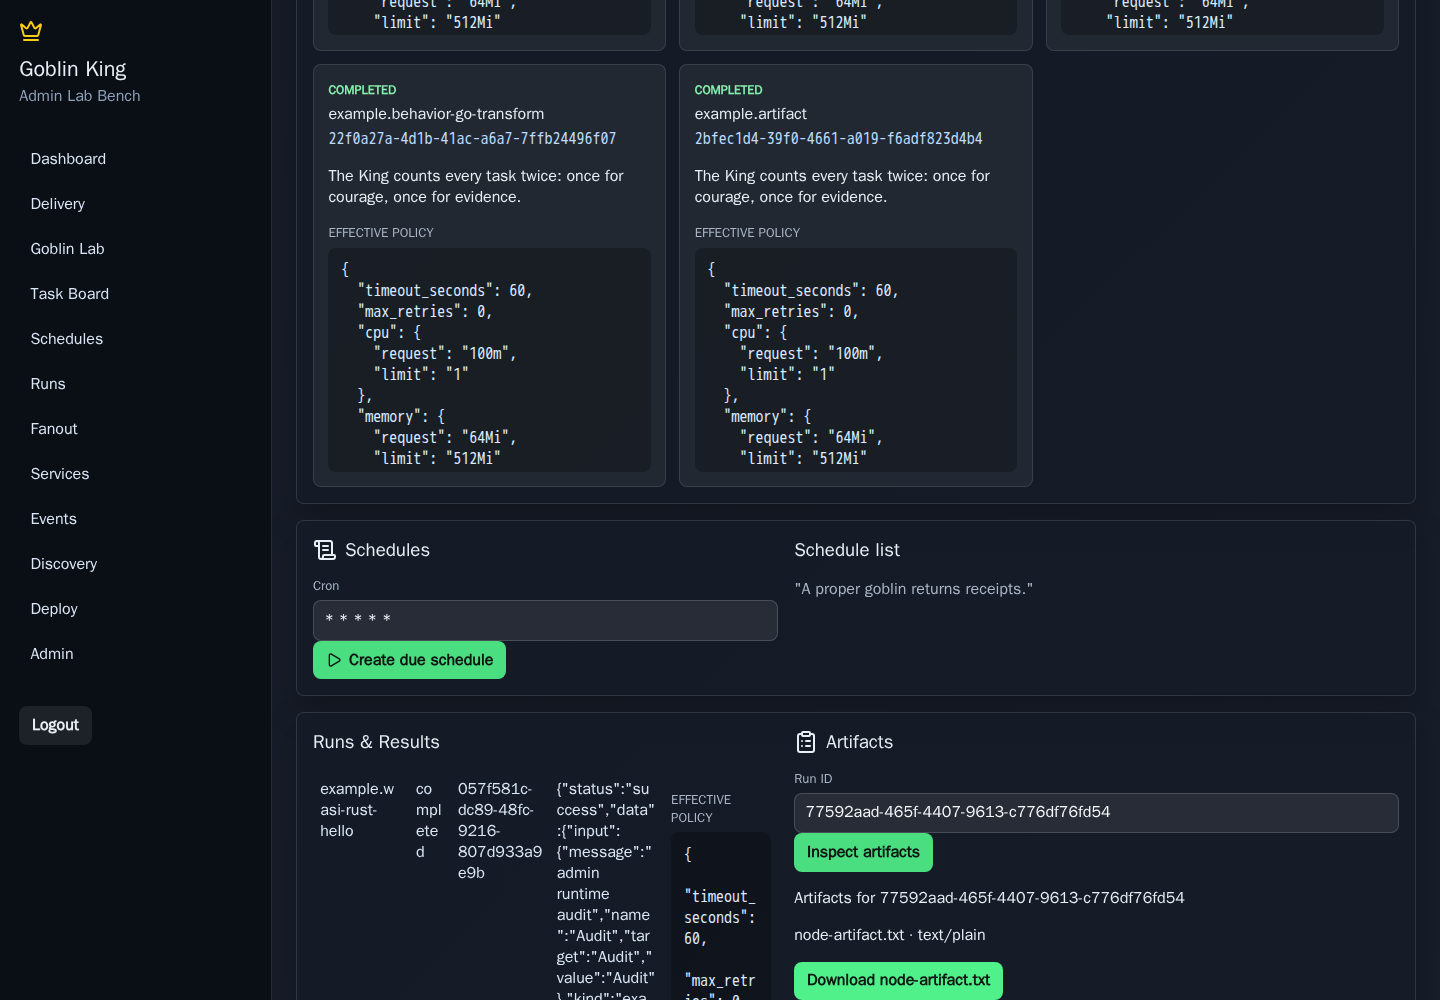 Goblin King
Admin Lab Bench
Dashboard
Delivery
Goblin Lab
Task Board
Schedules
Runs
Fanout
Services
Events
Discovery
Deploy
Admin
Logout
"request": "64Mi",
"limit": "512Mi"
"request": "64Mi",
"limit": "512Mi"
"request": "64Mi",
"limit": "512Mi"
COMPLETED
example.behavior-go-transform
22f0a27a-4d1b-41ac-a6a7-7ffb24496f07
The King counts every task twice: once for
courage, once for evidence.
EFFECTIVE POLICY
{
"timeout_seconds": 60,
"max_retries": 0,
"cpu": {
"request": "100m",
"limit": "1"
},
"memory": {
"request": "64Mi",
"limit": "512Mi"
COMPLETED
example.artifact
2bfec1d4-39f0-4661-a019-f6adf823d4b4
The King counts every task twice: once for
courage, once for evidence.
EFFECTIVE POLICY
{
"timeout_seconds": 60,
"max_retries": 0,
"cpu": {
"request": "100m",
"limit": "1"
},
"memory": {
"request": "64Mi",
"limit": "512Mi"
Schedules
Cron
* * * * *
Create due schedule
Schedule list
"A proper goblin returns receipts."
Runs & Results
example.w
asi-rust-
hello
co
mpl
ete
d
057f581c-
dc89-48fc-
9216-
807d933a9
e9b
{"status":"su
ccess","data"
:{"input":
{"message":"
admin
runtime
audit","name
":"Audit","tar
get":"Audit","
value":"Audit"
},"kind":"exa
EFFECTIVE
POLICY
{
"timeout_
seconds":
60,
"max_retr
ies": 0,
Artifacts
Run ID
77592aad-465f-4407-9613-c776df76fd54
Inspect artifacts
Artifacts for 77592aad-465f-4407-9613-c776df76fd54
node-artifact.txt · text/plain
Download node-artifact.txt